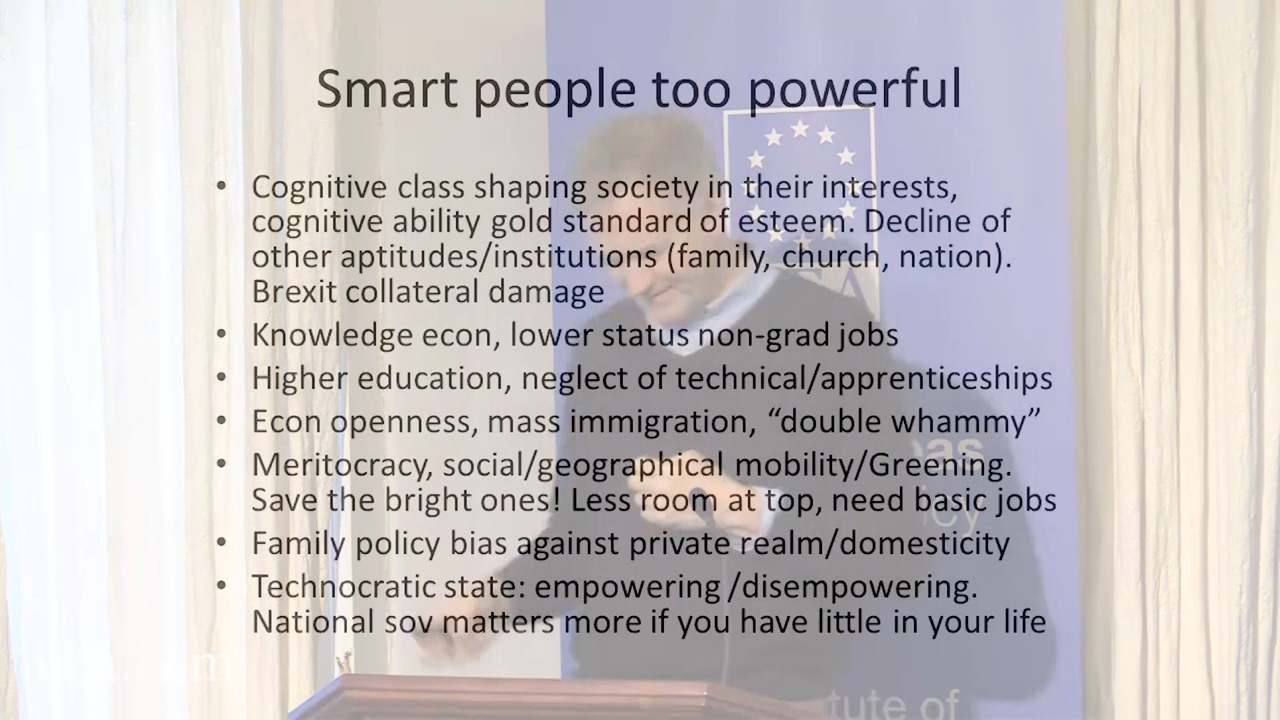 Smart people too powerful
• Cognitive class shaping society in their interests,
cognitive ability gold standard of esteem. Decline of
other aptitudes/institutions (family, church, nation).
Brexit collateral damage
• Knowledge econ, lower status non-grad jobs
• Higher education, neglect of technical/apprenticeships
• Econ openness, mass immigration, “double whammy”
• Meritocracy, social/geographical mobility/Greening.
Save the bright ones! Less room at top, need basic jobs
• Family policy bias against private realm/domesticity
• Technocratic state: empowering /disempowering.
National sov matters more if you have little in your life
tute of